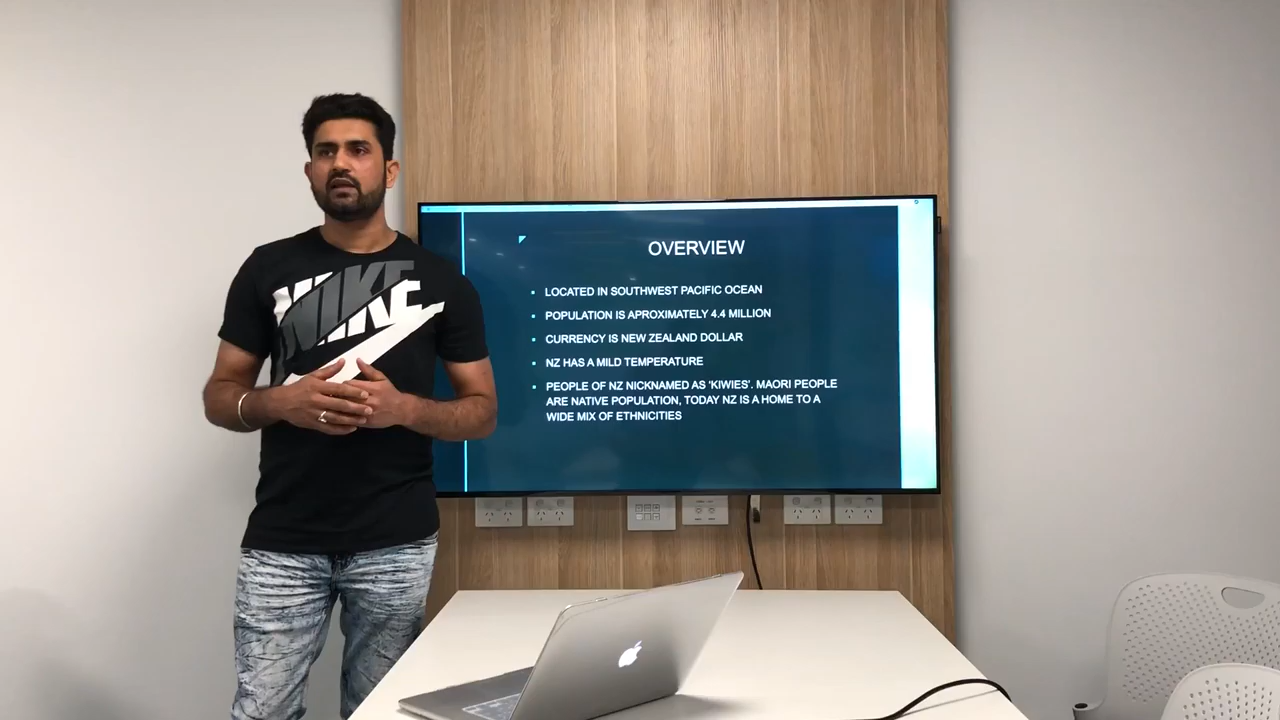 NIKE
NIKE
OVERVIEW
▪ LOCATED IN SOUTHWEST PACIFIC OCEAN
▪ POPULATION IS APROXIMATELY 4.4 MILLION
▪ CURRENCY IS NEW ZEALAND DOLLAR
▪ NZ HAS A MILD TEMPERATURE
▪ PEOPLE OF NZ NICKNAMED AS ‘KIWIES’. MAORI PEOPLE
ARE NATIVE POPULATION, TODAY NZ IS A HOME TO A
WIDE MIX OF ETHNICITIES